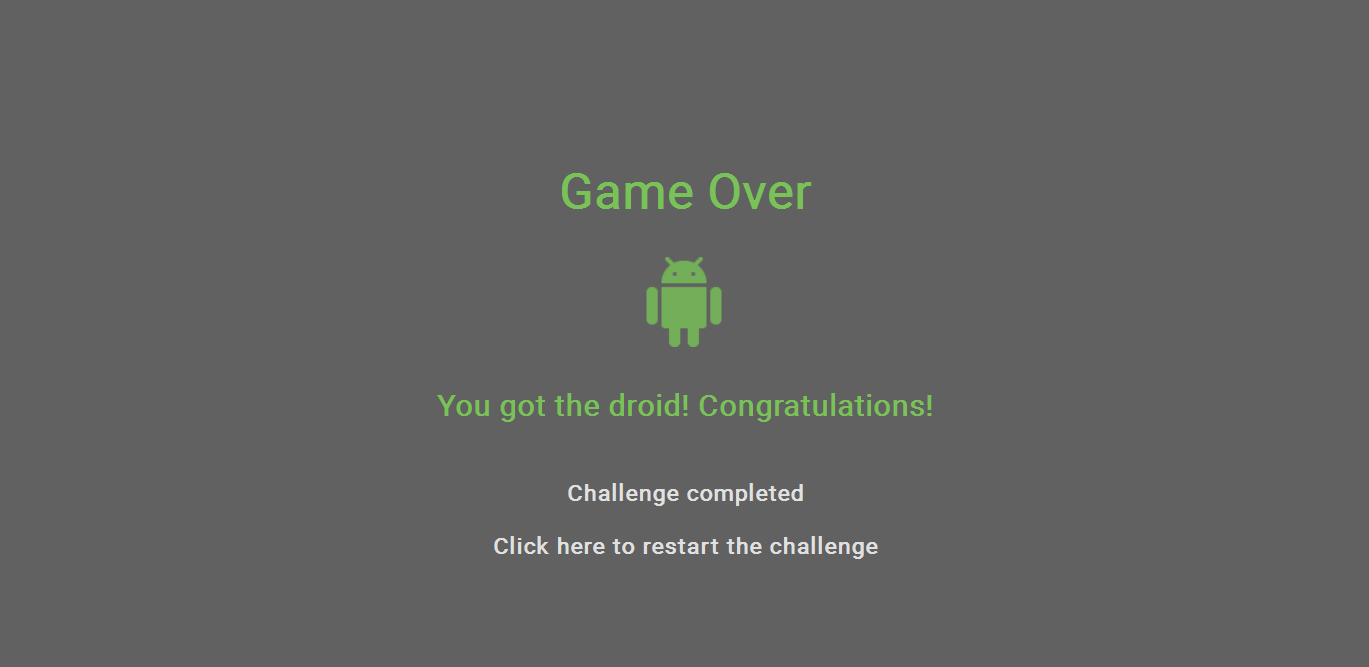 Game Over
You got the droid! Congratulations!
Challenge completed
Click here to restart the challenge